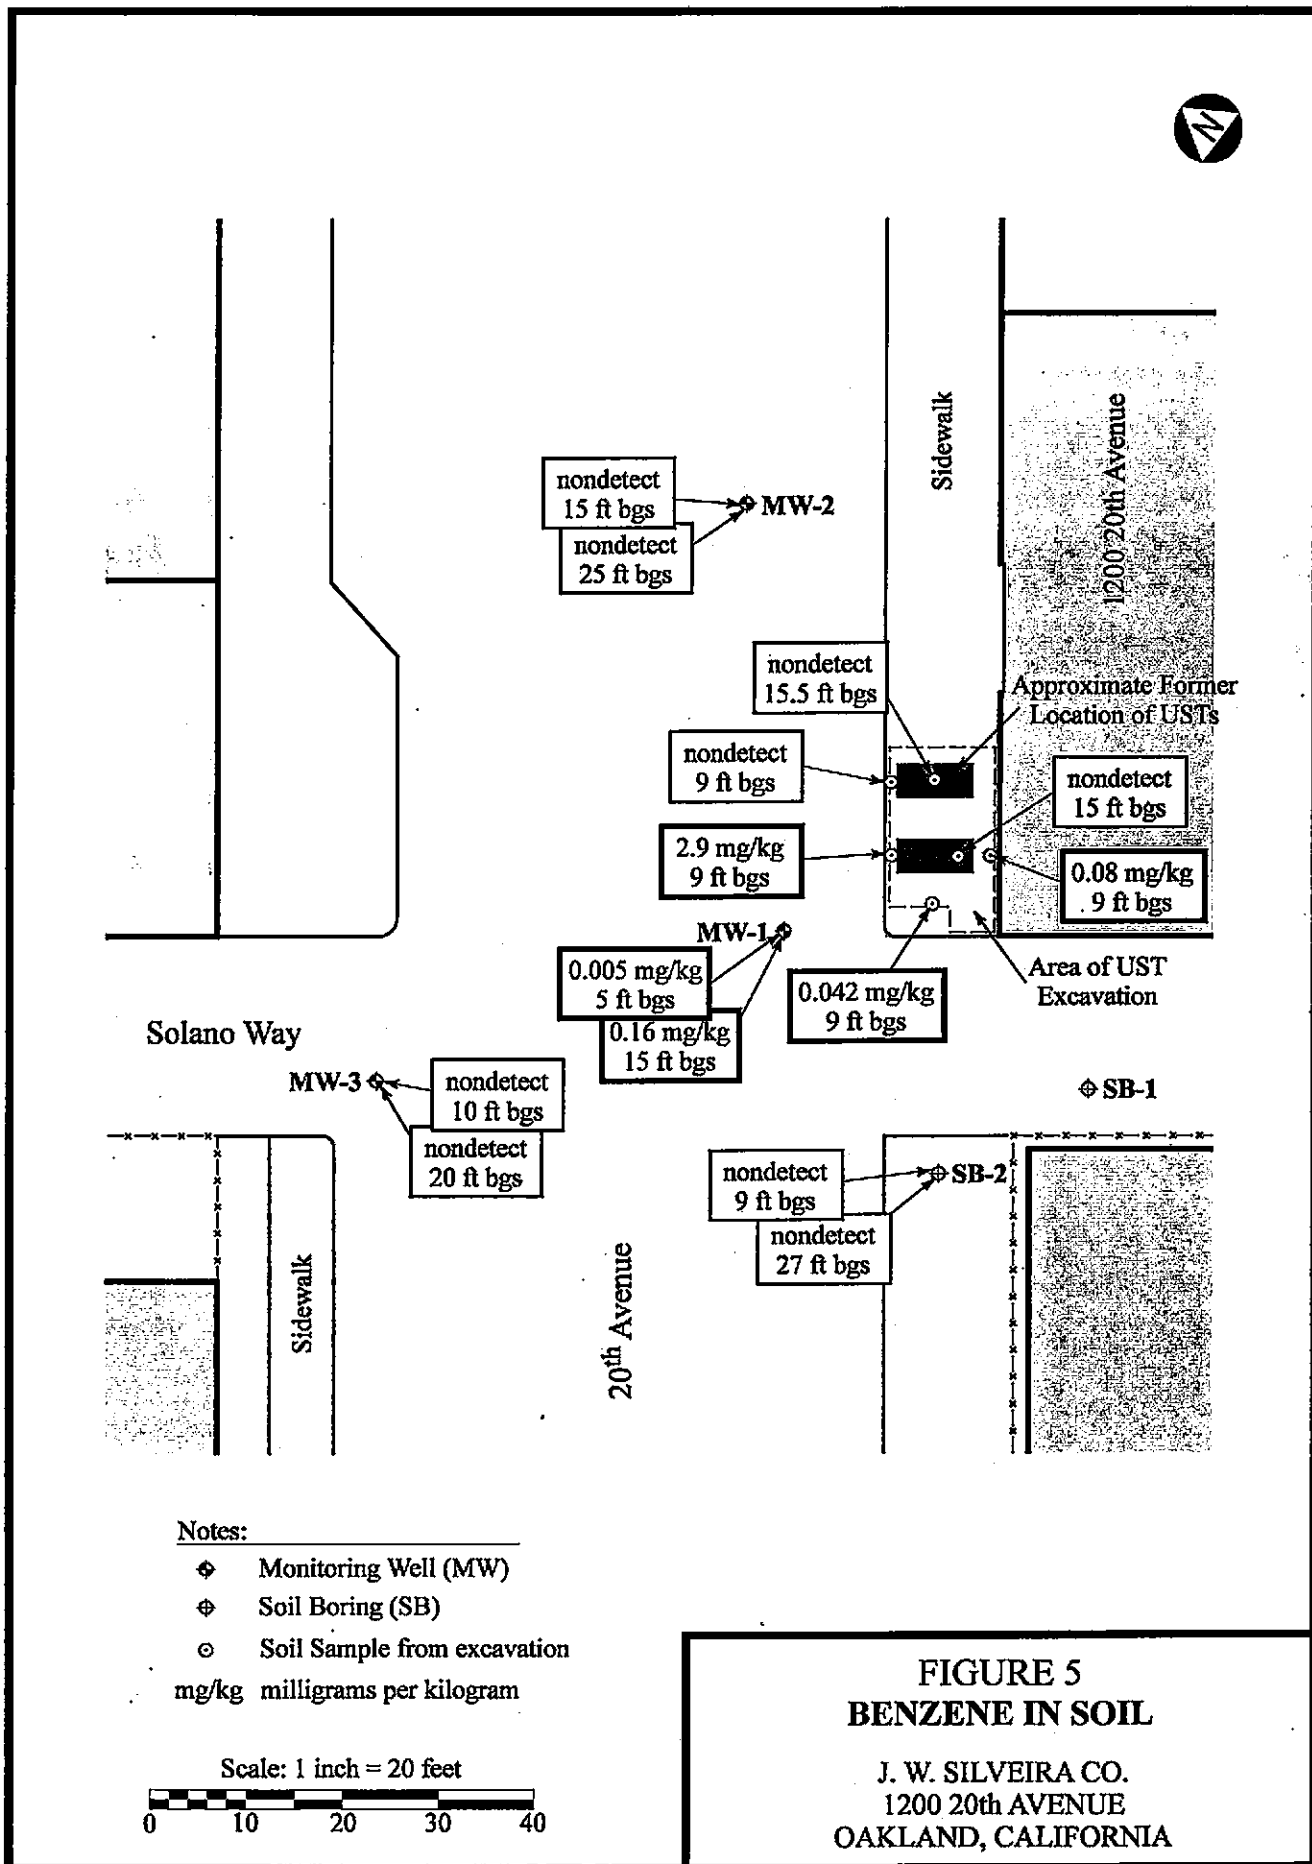 N
Sidewalk
1200 20th Avenue
nondetect
15 ft bgs
MW-2
nondetect
25 ft bgs
nondetect
15.5 ft bgs
Approximate Former
Location of USTs
nondetect
9 ft bgs
nondetect
15 ft bgs
2.9 mg/kg
9 ft bgs
0.08 mg/kg
9 ft bgs
MW-1
0.005 mg/kg
5 ft bgs
0.16 mg/kg
15 ft bgs
0.042 mg/kg
9 ft bgs
Area of UST
Excavation
Solano Way
MW-3
nondetect
10 ft bgs
nondetect
20 ft bgs
SB-1
nondetect
9 ft bgs
SB-2
nondetect
27 ft bgs
Sidewalk
20th Avenue
Notes:
Monitoring Well (MW)
Soil Boring (SB)
Soil Sample from excavation
mg/kg milligrams per kilogram
Scale: 1 inch = 20 feet
0 10 20 30 40
FIGURE 5
BENZENE IN SOIL
J. W. SILVEIRA CO.
1200 20th AVENUE
OAKLAND, CALIFORNIA